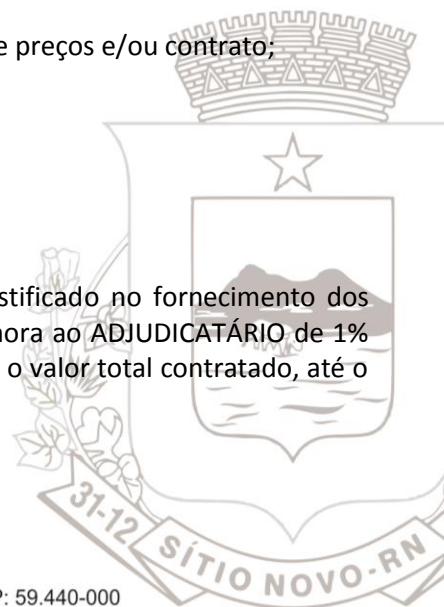 e preços e/ou contrato;
stificado no fornecimento dos
nora ao ADJUDICATÁRIO de 1%
o valor total contratado, até o
31-12 SÍTIO NOVO-RN
: 59.440-000